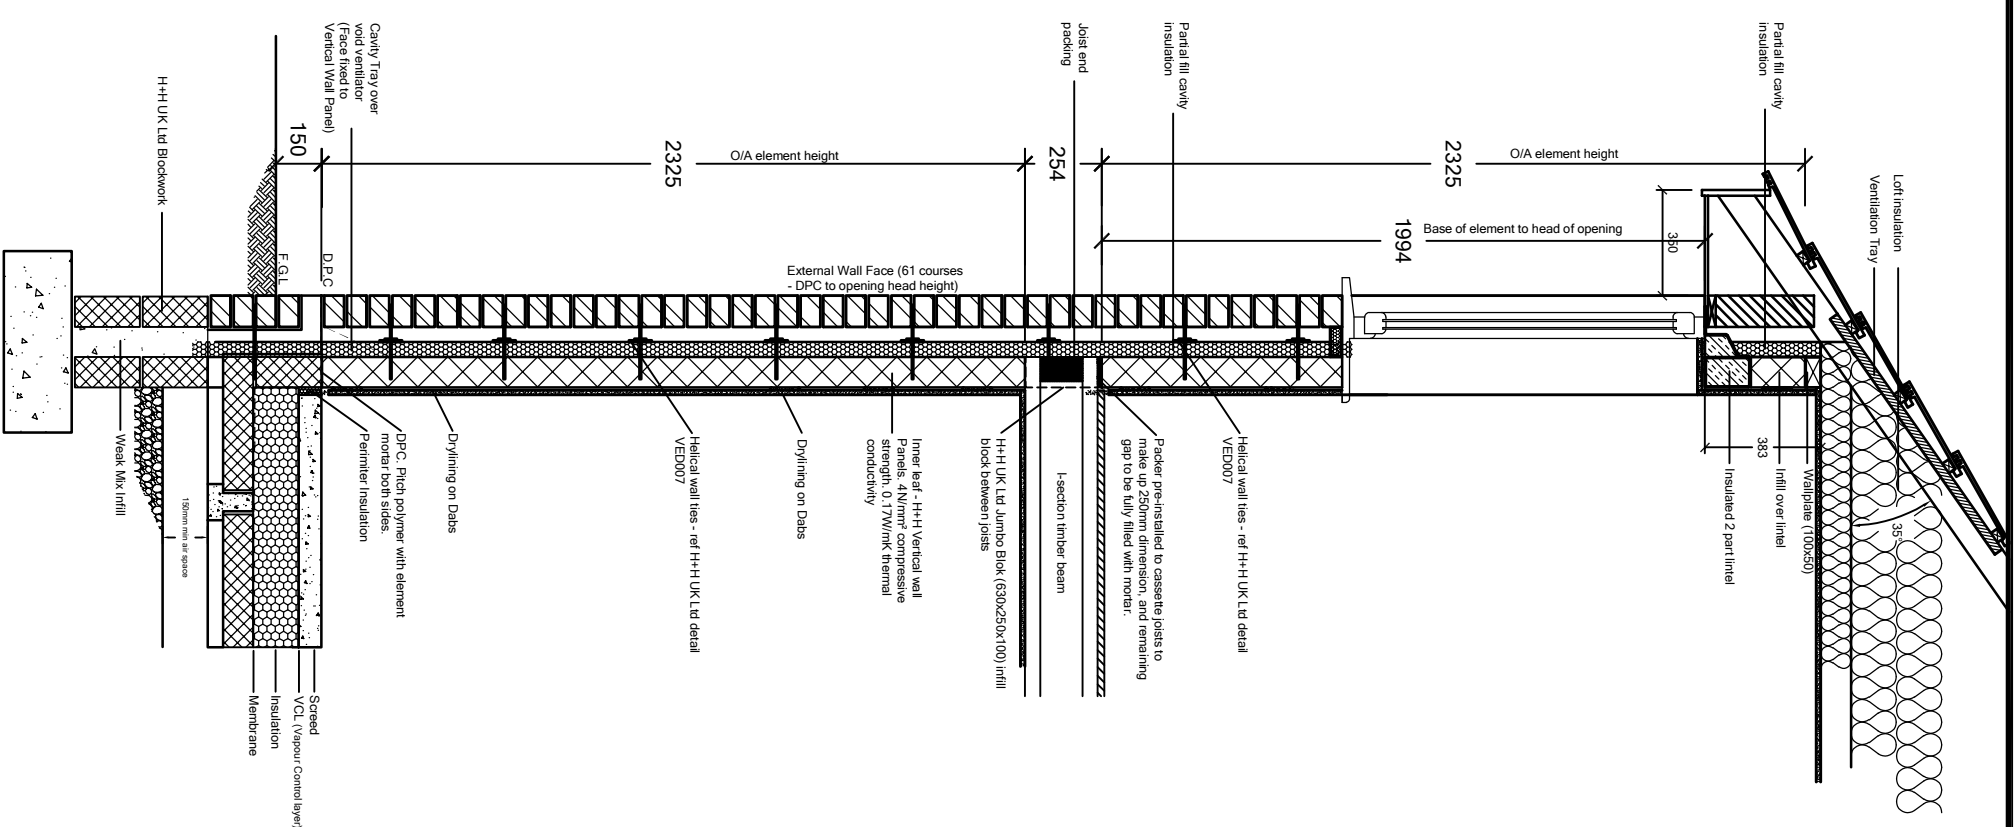 Cavity Tray over
void ventilator
(Face fixed to
Vertical Wall Panel)
H+H UK Ltd Blockwork
Joist end
packing
Partial fill cavity
insulation
Partial fill cavity
insulation
Loft insulation
Ventilation Tray
150
2325
O/A element height
254
2325
O/A element height
1994
Base of element to head of opening
350
F.G.L
D.P.C
External Wall Face (61 courses
- DPC to opening head height)
383
35°
Weak Mix Infill
150mm min air space
Perimiter Insulation
DPC. Pitch polymer with element
mortar both sides.
Drylining on Dabs
Helical wall ties - ref H+H UK Ltd detail
VED007
Drylining on Dabs
Inner leaf - H+H Vertical wall
Panels. 4N/mm² compressive
strength. 0.17W/mK thermal
conductivity
H+H UK Ltd Jumbo Blok (630x250x100) infill
block between joists
I-section timber beam
Packer pre-installed to cassette joists to
make up 250mm dimension, and remaining
gap to be fully filled with mortar.
Helical wall ties - ref H+H UK Ltd detail
VED007
Insulated 2 part lintel
Infill over lintel
Wallplate (100x50)
Screed
VCL (Vapour Control layer)
Insulation
Membrane